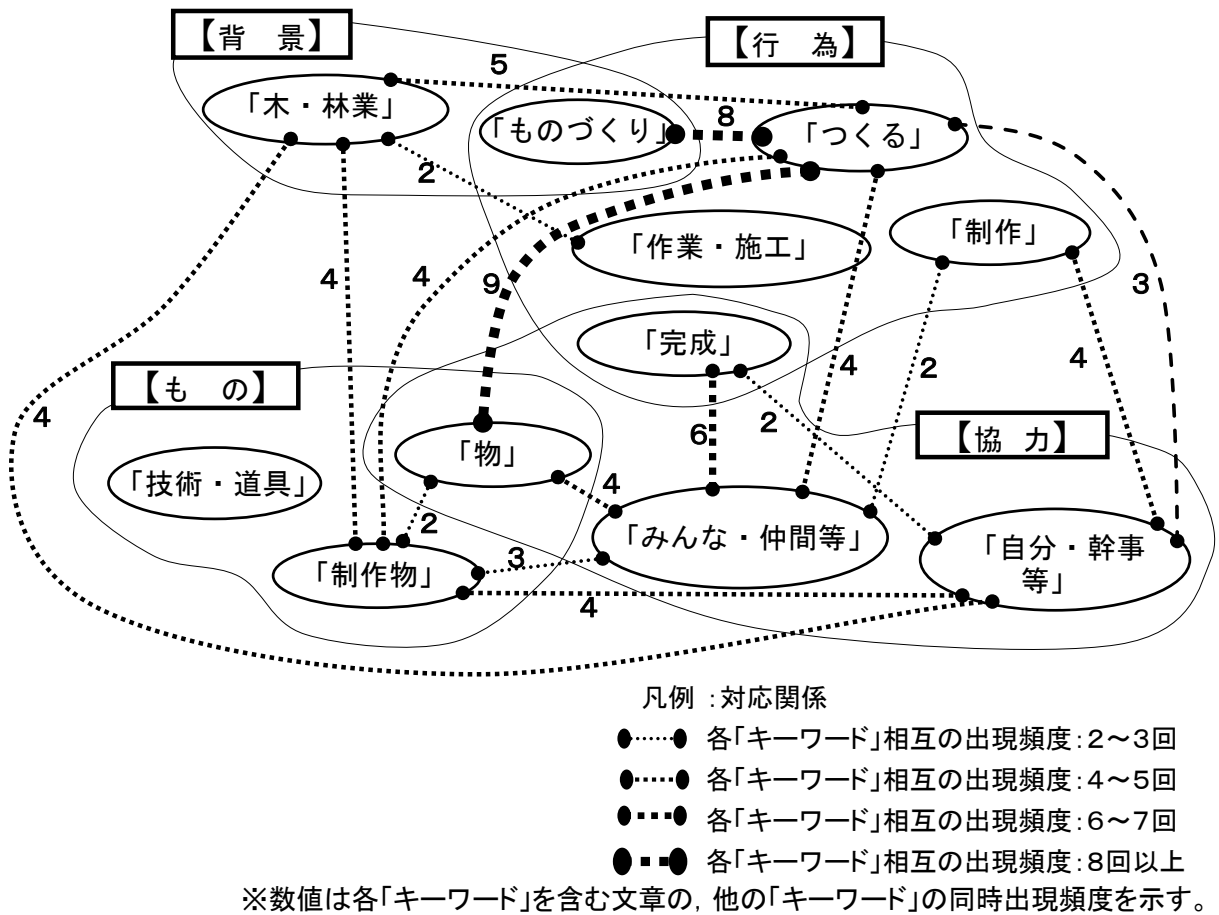 【背　景】
【行　為】
5
「木・林業」
「ものづくり」
8
「つくる」
2
「作業・施工」
「制作」
4
4
9
3
「完成」
4
2
4
【も　の】
4
6
2
【協 力】
「物」
「技術・道具」
4
2
「みんな・仲間等」
「自分・幹事
等」
「制作物」
3
4
凡例 ：対応関係
各「キーワード」相互の出現頻度：２～３回
各「キーワード」相互の出現頻度：４～５回
各「キーワード」相互の出現頻度：６～７回
各「キーワード」相互の出現頻度：８回以上
※数値は各「キーワード」を含む文章の，他の「キーワード」の同時出現頻度を示す。